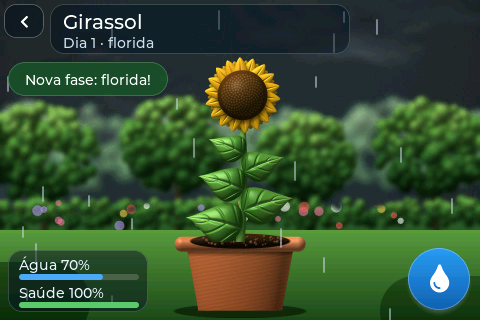 Girassol
Dia 1 · florida
Nova fase: florida!
Água 70%
Saúde 100%